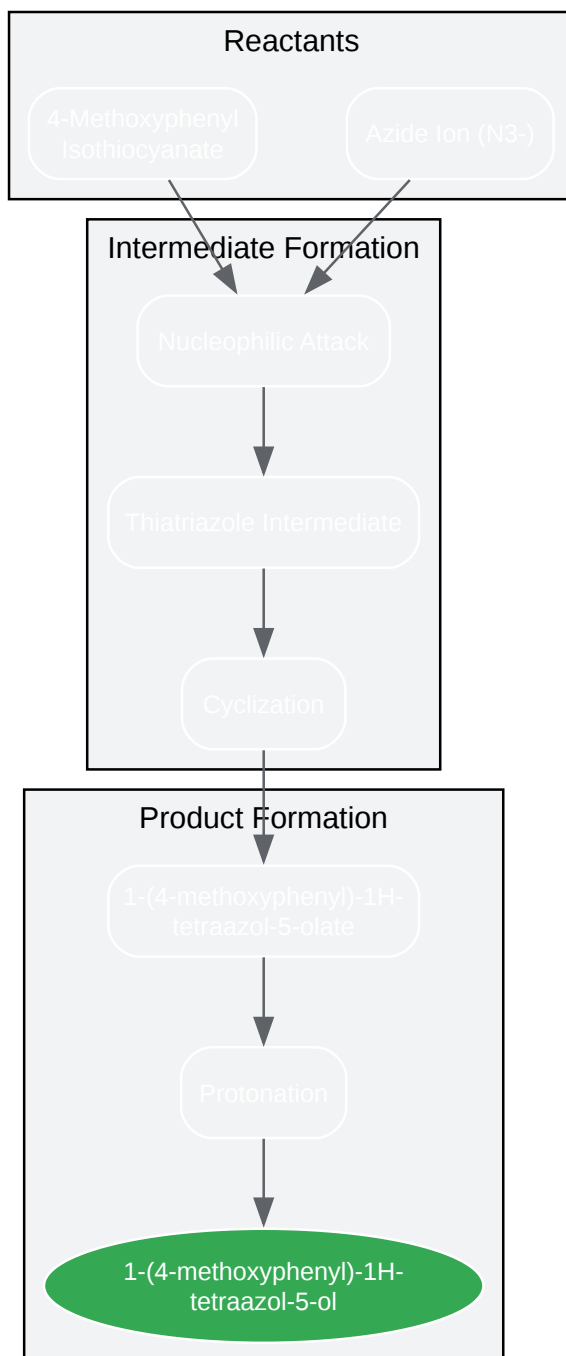 Reactants
4-Methoxyphenyl
Isothiocyanate
Azide Ion (N3-)
Intermediate Formation
Nucleophilic Attack
Thiatriazole Intermediate
Cyclization
Product Formation
1-(4-methoxyphenyl)-1H-
tetraazol-5-olate
Protonation
1-(4-methoxyphenyl)-1H-
tetraazol-5-ol